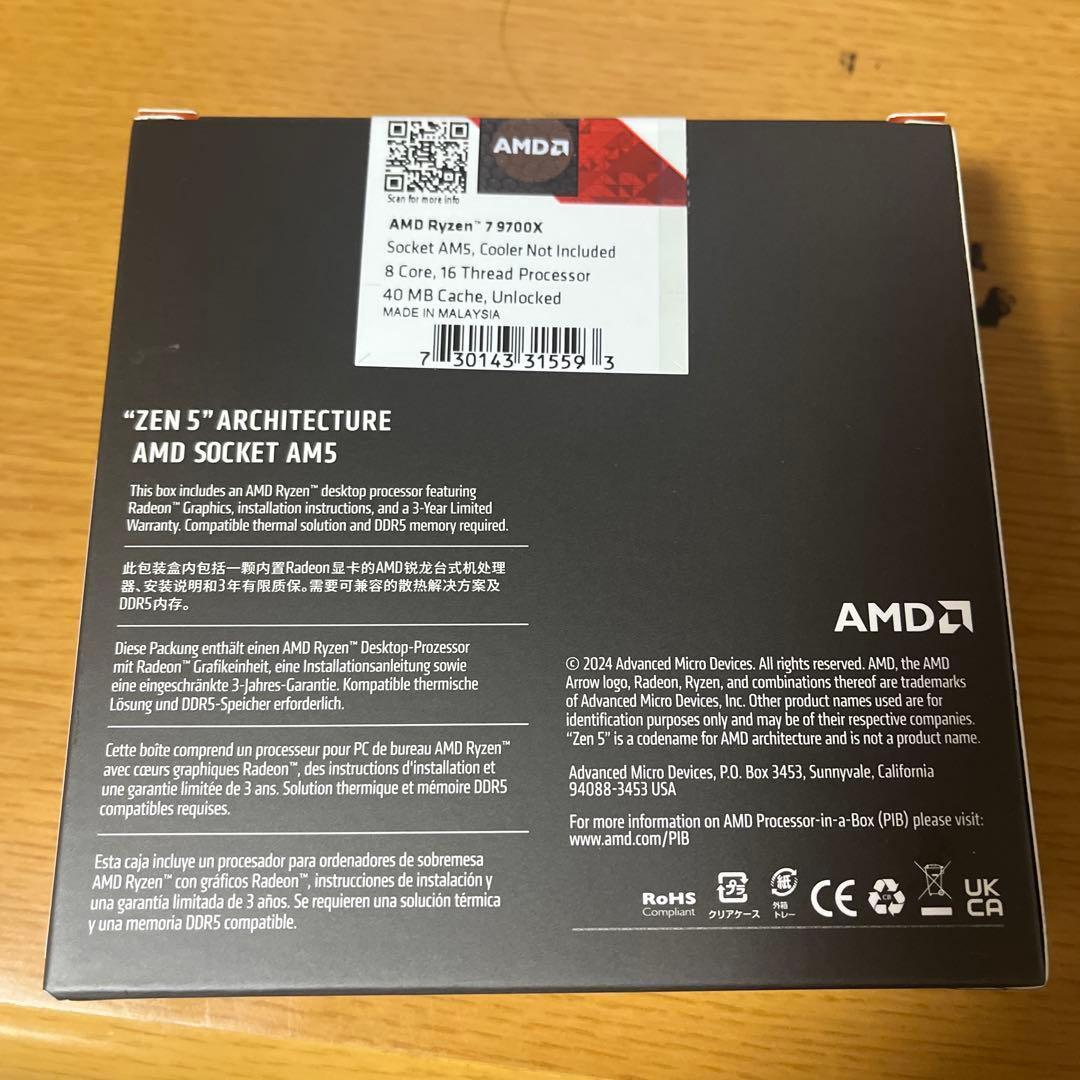 Scan for more info
AMD
AMD Ryzen™ 7 9700X
Socket AM5, Cooler Not Included
8 Core, 16 Thread Processor
40 MB Cache, Unlocked
MADE IN MALAYSIA
7 30143 31559 3
“ZEN 5” ARCHITECTURE
AMD SOCKET AM5
This box includes an AMD Ryzen™ desktop processor featuring
Radeon™ Graphics, installation instructions, and a 3-Year Limited
Warranty. Compatible thermal solution and DDR5 memory required.
此包装盒内包括一颗内置Radeon显卡的AMD锐龙台式机处理
器、安装说明和3年有限质保。需要可兼容的散热解决方案及
DDR5内存。
Diese Packung enthält einen AMD Ryzen™ Desktop-Prozessor
mit Radeon™ Grafikeinheit, eine Installationsanleitung sowie
eine eingeschränkte 3-Jahres-Garantie. Kompatible thermische
Lösung und DDR5-Speicher erforderlich.
Cette boîte comprend un processeur pour PC de bureau AMD Ryzen™
avec cœurs graphiques Radeon™, des instructions d'installation et
une garantie limitée de 3 ans. Solution thermique et mémoire DDR5
compatibles requises.
Esta caja incluye un procesador para ordenadores de sobremesa
AMD Ryzen™ con gráficos Radeon™, instrucciones de instalación y
una garantía limitada de 3 años. Se requieren una solución térmica
y una memoria DDR5 compatible.
AMD
© 2024 Advanced Micro Devices. All rights reserved. AMD, the AMD
Arrow logo, Radeon, Ryzen, and combinations thereof are trademarks
of Advanced Micro Devices, Inc. Other product names used are for
identification purposes only and may be of their respective companies.
“Zen 5” is a codename for AMD architecture and is not a product name.
Advanced Micro Devices, P.O. Box 3453, Sunnyvale, California
94088-3453 USA
For more information on AMD Processor-in-a-Box (PIB) please visit:
www.amd.com/PIB
RoHS
Compliant
プラ
クリアケース
紙
外箱
トレー
CE
CB
UK
CA